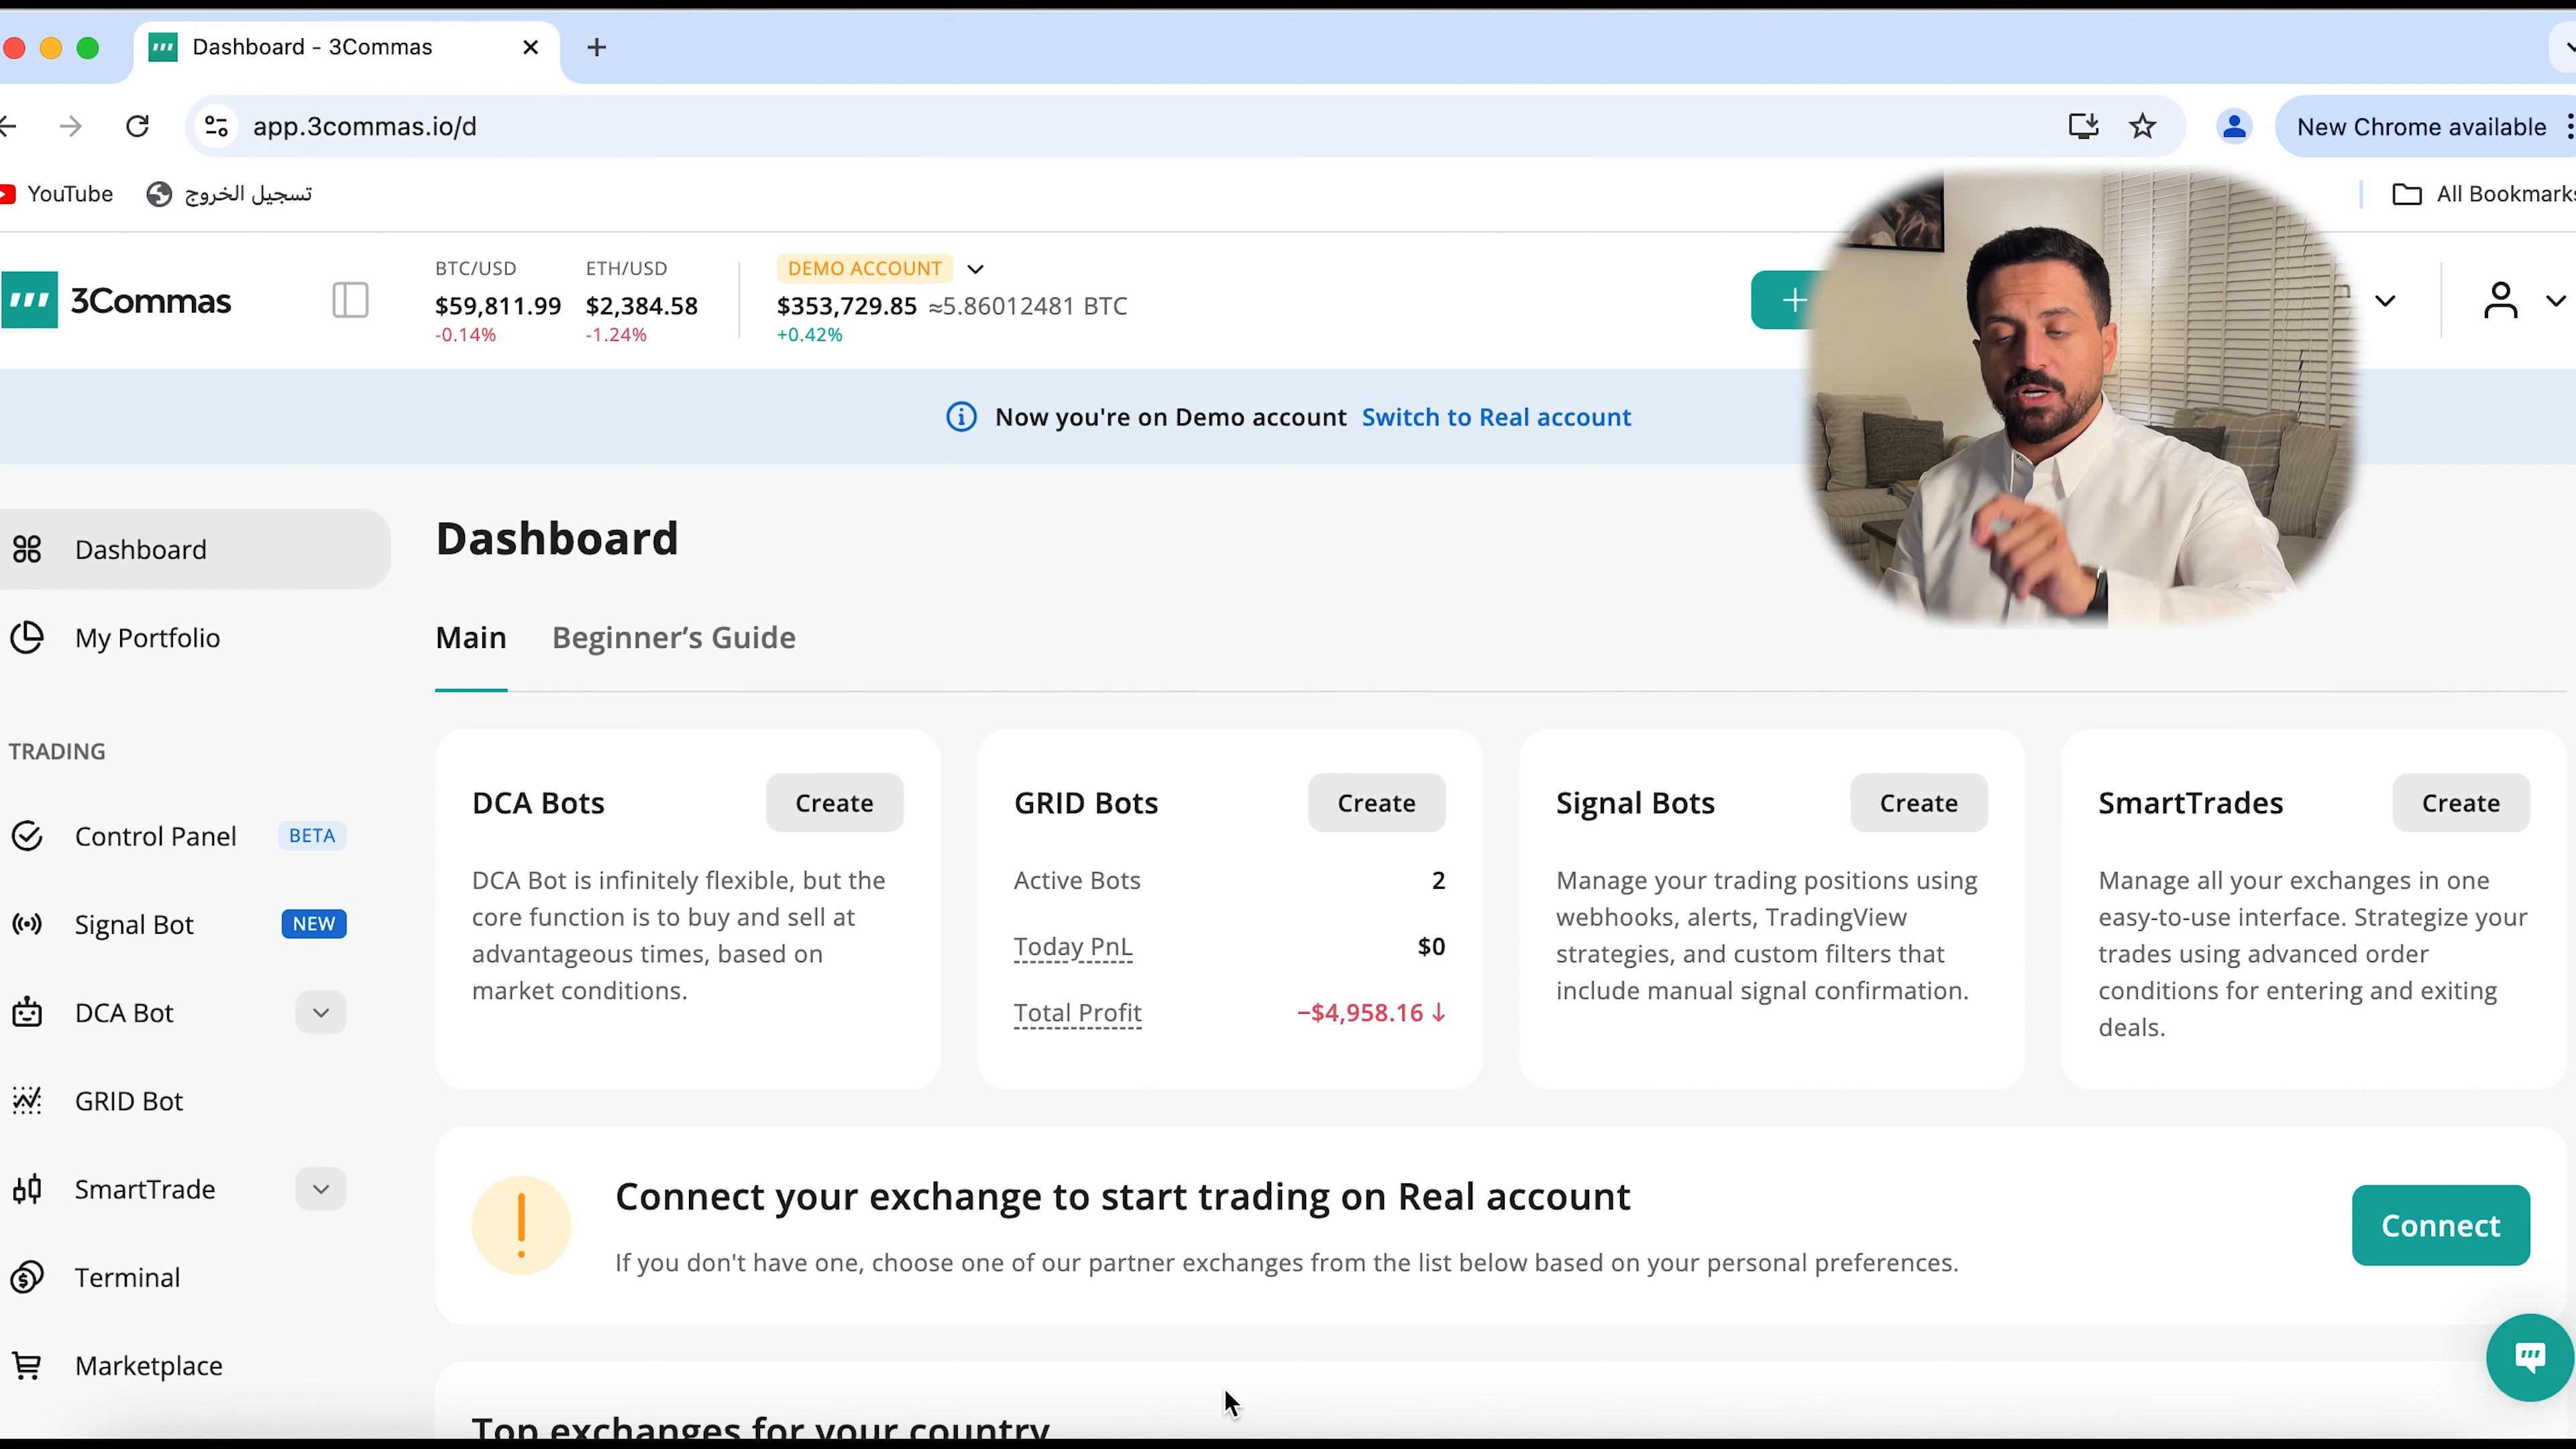 Dashboard - 3Commas
app.3commas.io/d
New Chrome available
YouTube
تسجيل الخروج
All Bookmarks
3Commas
BTC/USD
$59,811.99
-0.14%
ETH/USD
$2,384.58
-1.24%
DEMO ACCOUNT
$353,729.85 ≈5.86012481 BTC
+0.42%
Now you're on Demo account Switch to Real account
Dashboard
My Portfolio
TRADING
Control Panel BETA
Signal Bot NEW
DCA Bot
GRID Bot
SmartTrade
Terminal
Marketplace
Dashboard
Main Beginner’s Guide
DCA Bots Create
DCA Bot is infinitely flexible, but the
core function is to buy and sell at
advantageous times, based on
market conditions.
GRID Bots Create
Active Bots 2
Today PnL $0
Total Profit −$4,958.16 ↓
Signal Bots Create
Manage your trading positions using
webhooks, alerts, TradingView
strategies, and custom filters that
include manual signal confirmation.
SmartTrades Create
Manage all your exchanges in one
easy-to-use interface. Strategize your
trades using advanced order
conditions for entering and exiting
deals.
Connect your exchange to start trading on Real account
If you don't have one, choose one of our partner exchanges from the list below based on your personal preferences.
Connect
Top exchanges for your country